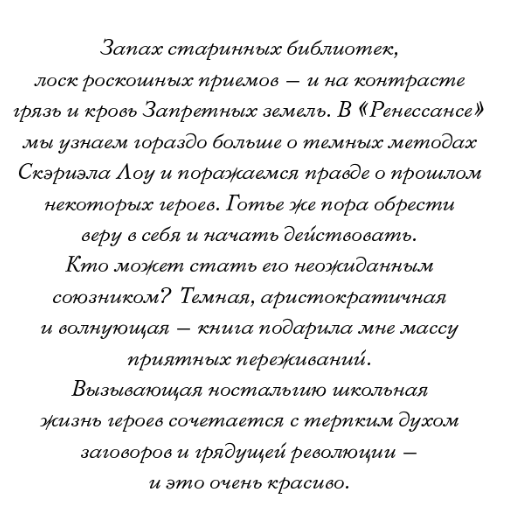 Запах старинных библиотек,
лоск роскошных приемов – и на контрасте
грязь и кровь Запретных земель. В «Ренессансе»
мы узнаем гораздо больше о темных методах
Скэриэла Лоу и поражаемся правде о прошлом
некоторых героев. Готье же пора обрести
веру в себя и начать действовать.
Кто может стать его неожиданным
союзником? Темная, аристократичная
и волнующая – книга подарила мне массу
приятных переживаний.
Вызывающая ностальгию школьная
жизнь героев сочетается с терпким духом
заговоров и грядущей революции –
и это очень красиво.